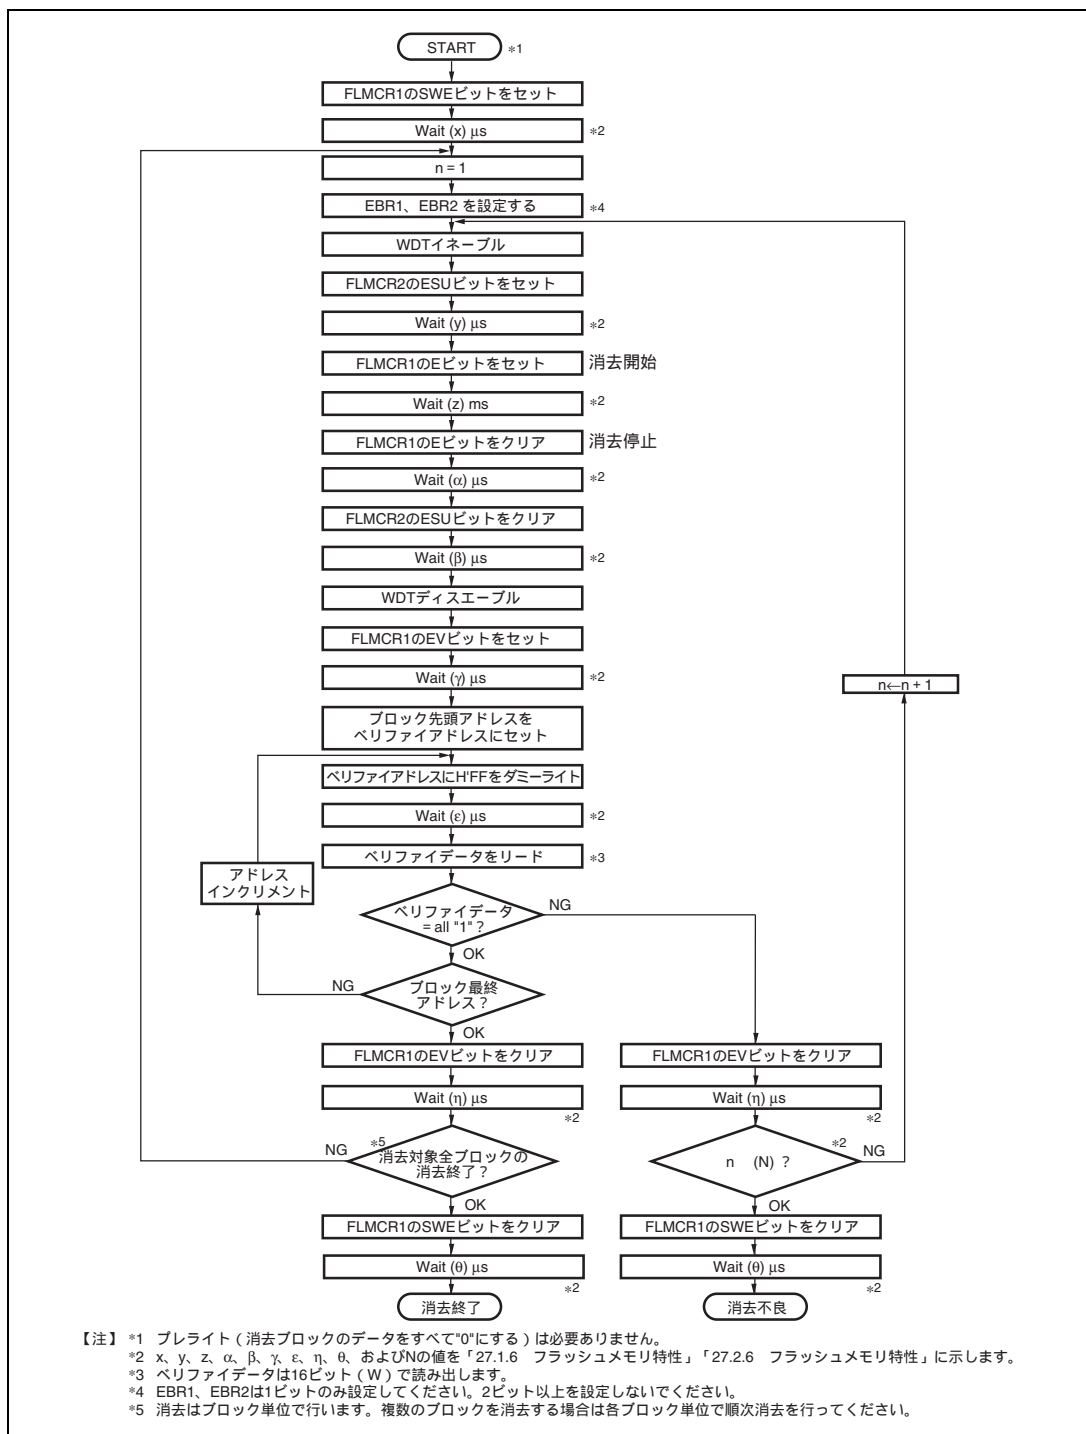 START *1
FLMCR1のSWEビットをセット
Wait (x) μs *2
n = 1
EBR1、EBR2 を設定する *4
WDTイネーブル
FLMCR2のESUビットをセット
Wait (y) μs *2
FLMCR1のEビットをセット 消去開始
Wait (z) ms *2
FLMCR1のEビットをクリア 消去停止
Wait (α) μs *2
FLMCR2のESUビットをクリア
Wait (β) μs *2
WDTディスエーブル
FLMCR1のEVビットをセット
Wait (γ) μs *2
n←n + 1
ブロック先頭アドレスを
ベリファイアドレスにセット
ベリファイアドレスにH'FFをダミーライト
Wait (ε) μs *2
ベリファイデータをリード *3
アドレス
インクリメント
ベリファイデータ
= all "1" ?
NG
OK
ブロック最終
アドレス?
NG
OK
FLMCR1のEVビットをクリア
Wait (η) μs
*2
*5
消去対象全ブロックの
消去終了?
NG
OK
FLMCR1のSWEビットをクリア
Wait (θ) μs
*2
消去終了
FLMCR1のEVビットをクリア
Wait (η) μs
*2
*2
n (N) ?
NG
OK
FLMCR1のSWEビットをクリア
Wait (θ) μs
*2
消去不良
【注】 *1 プレライト(消去ブロックのデータをすべて"0"にする)は必要ありません。
*2 x、y、z、α、β、γ、ε、η、θ、およびNの値を「27.1.6 フラッシュメモリ特性」「27.2.6 フラッシュメモリ特性」に示します。
*3 ベリファイデータは16ビット(W)で読み出します。
*4 EBR1、EBR2は1ビットのみ設定してください。2ビット以上を設定しないでください。
*5 消去はブロック単位で行います。複数のブロックを消去する場合は各ブロック単位で順次消去を行ってください。